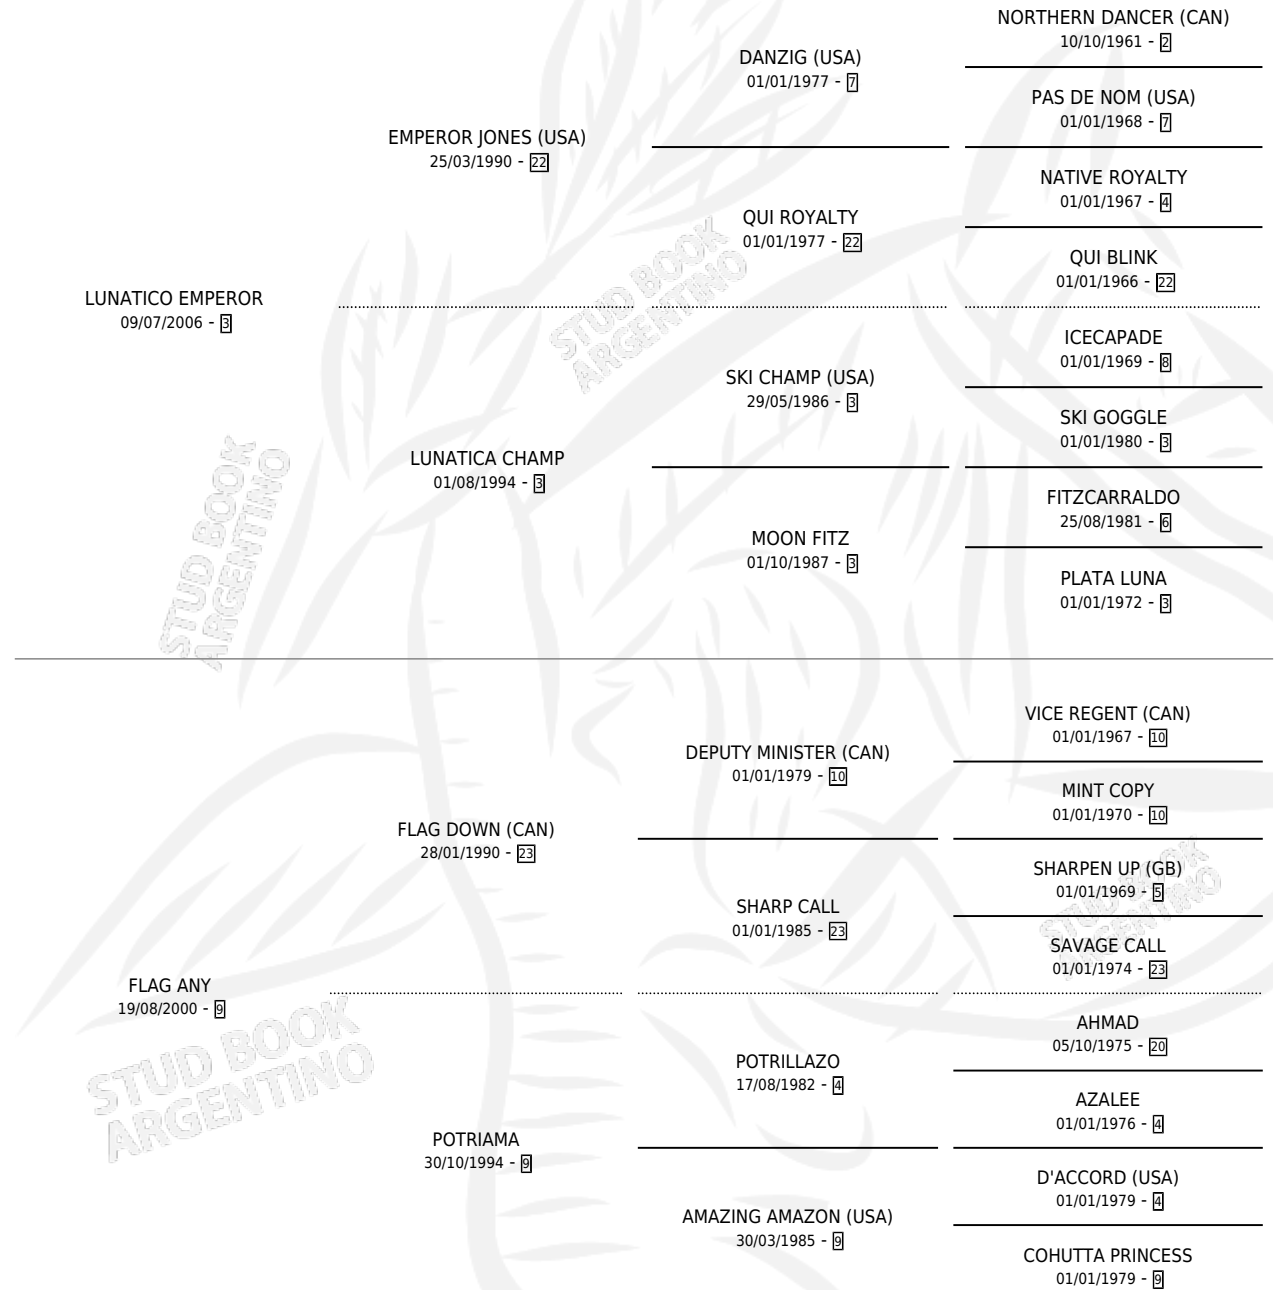 NORTHERN DANCER (CAN)
10/10/1961 - 2
DANZIG (USA)
01/01/1977 - 7
PAS DE NOM (USA)
01/01/1968 - 7
EMPEROR JONES (USA)
25/03/1990 - 22
NATIVE ROYALTY
01/01/1967 - 4
QUI ROYALTY
01/01/1977 - 22
QUI BLINK
01/01/1966 - 22
LUNATICO EMPEROR
09/07/2006 - 3
ICECAPADE
01/01/1969 - 8
SKI CHAMP (USA)
29/05/1986 - 3
SKI GOGGLE
01/01/1980 - 3
LUNATICA CHAMP
01/08/1994 - 3
FITZCARRALDO
25/08/1981 - 6
MOON FITZ
01/10/1987 - 3
PLATA LUNA
01/01/1972 - 3
STUD BOOK
ARGENTINO
STUD BOOK
ARGENTINO
VICE REGENT (CAN)
01/01/1967 - 10
DEPUTY MINISTER (CAN)
01/01/1979 - 10
MINT COPY
01/01/1970 - 10
FLAG DOWN (CAN)
28/01/1990 - 23
SHARPEN UP (GB)
01/01/1969 - 5
SHARP CALL
01/01/1985 - 23
SAVAGE CALL
01/01/1974 - 23
FLAG ANY
19/08/2000 - 9
AHMAD
05/10/1975 - 20
POTRILLAZO
17/08/1982 - 4
AZALEE
01/01/1976 - 4
POTRIAMA
30/10/1994 - 9
D'ACCORD (USA)
01/01/1979 - 4
AMAZING AMAZON (USA)
30/03/1985 - 9
COHUTTA PRINCESS
01/01/1979 - 9
STUD BOOK
ARGENTINO
STUD BOOK
ARGENTINO